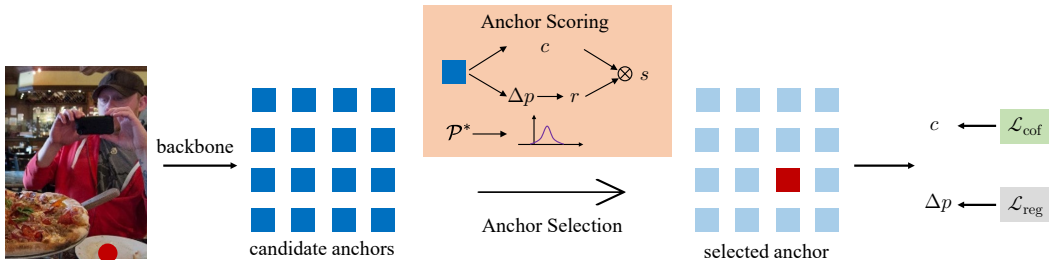 Anchor Scoring
c
⊗ s
Δp → r
𝒫*
backbone
candidate anchors
Anchor Selection
selected anchor
c
ℒcof
Δp
ℒreg